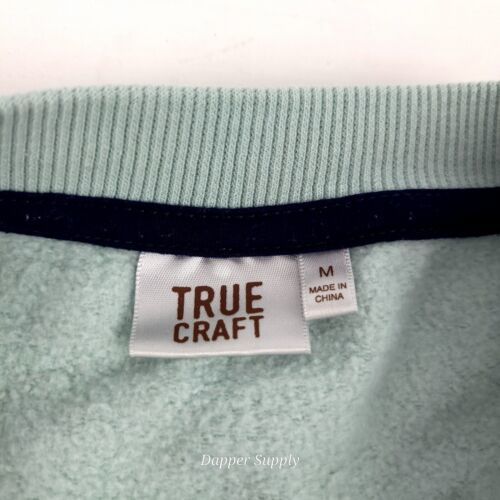 TRUE
CRAFT
M
MADE IN
CHINA
Dapper Supply